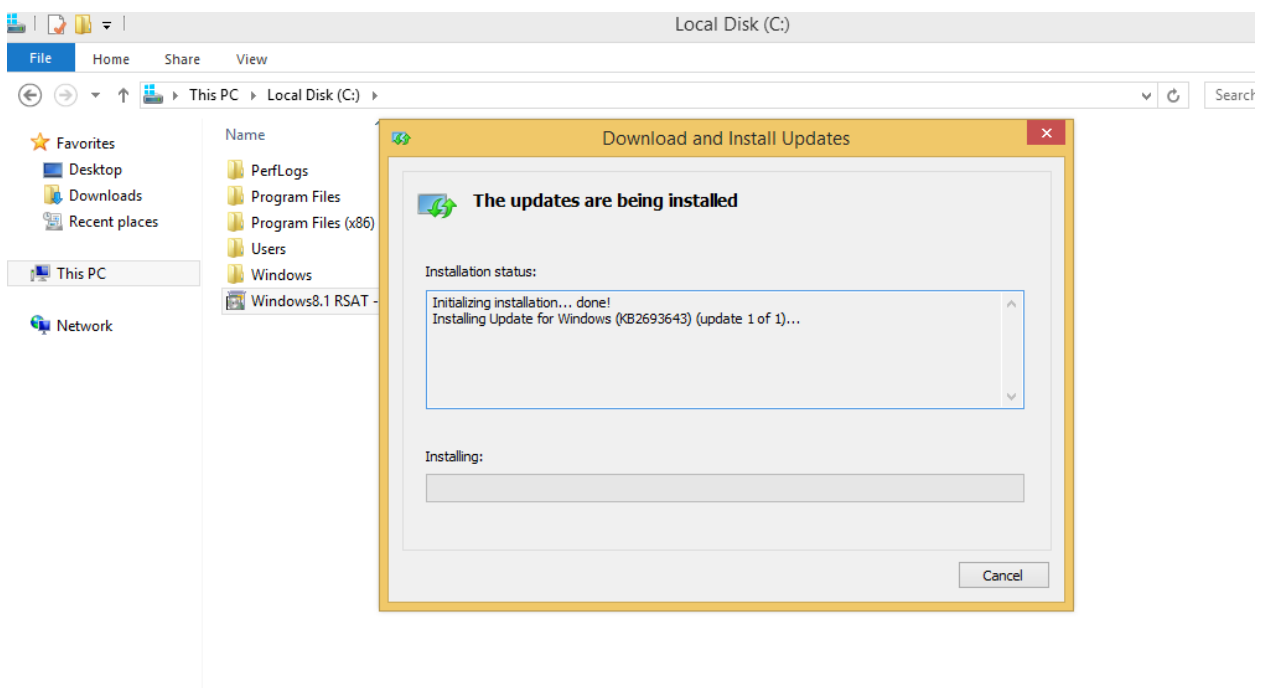 Local Disk (C:)
File Home Share View
This PC Local Disk (C:) Search
Favorites
Desktop
Downloads
Recent places
This PC
Network
Name
PerfLogs
Program Files
Program Files (x86)
Users
Windows
Windows8.1 RSAT -
Download and Install Updates
The updates are being installed
Installation status:
Initializing installation... done!
Installing Update for Windows (KB2693643) (update 1 of 1)...
Installing:
Cancel